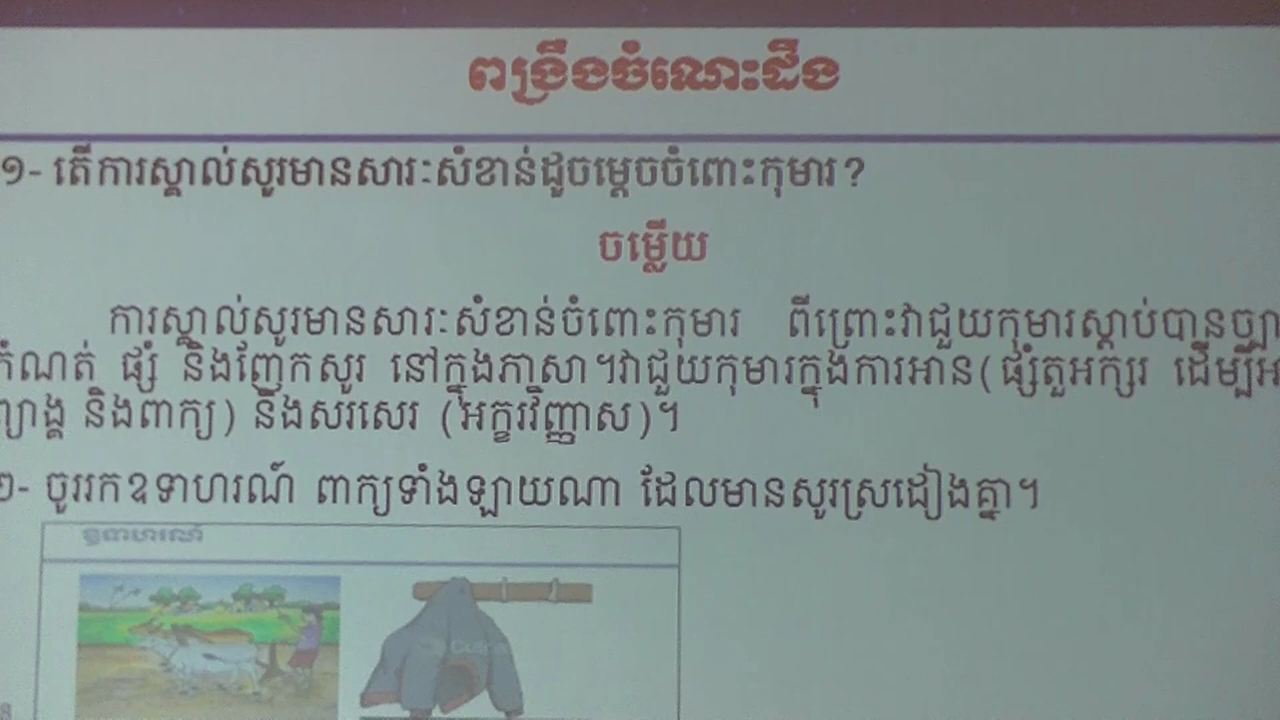 ពង្រឹងចំណេះដឹង
១- តើការស្គាល់សូរមានសារៈសំខាន់ដូចម្ដេចចំពោះកុមារ?
ចម្លើយ
ការស្គាល់សូរមានសារៈសំខាន់ចំពោះកុមារ ពីព្រោះវាជួយកុមារស្ដាប់បានច្បា
កំណត់ ផ្សំ និងញែកសូរ នៅក្នុងភាសា។វាជួយកុមារក្នុងការអាន(ផ្សំតួអក្សរ ដើម្បីអ
ព្យាង្គ និងពាក្យ) និងសរសេរ (អក្ខរវិញ្ញាស)។
២- ចូររកឧទាហរណ៍ ពាក្យទាំងឡាយណា ដែលមានសូរស្រដៀងគ្នា។
ឧទាហរណ៍